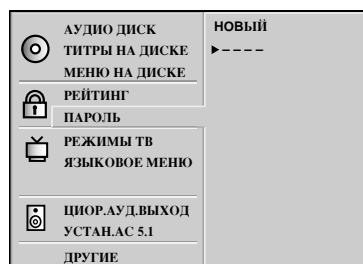 АУДИО ДИСК
ТИТРЫ НА ДИСКЕ
МЕНЮ НА ДИСКЕ
РЕЙТИНГ
ПАРОЛЬ
РЕЖИМЫ ТВ
ЯЗЫКОВОЕ МЕНЮ
ЦИОР.АУД.ВЫХОД
УСТАН.АС 5.1
ДРУГИЕ
НОВЫЙ
►----